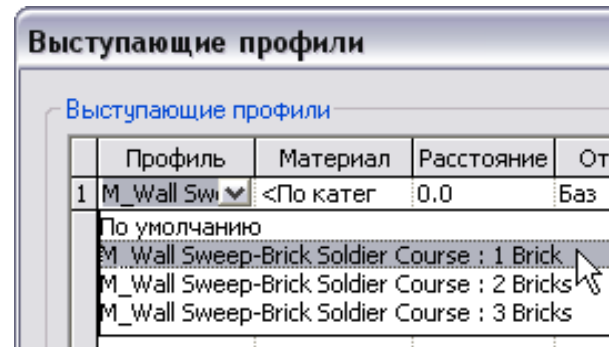 Выступающие профили
Выступающие профили
Профиль Материал Расстояние От
1 M_Wall Sw <По катег 0.0 Баз
По умолчанию
M_Wall Sweep-Brick Soldier Course : 1 Brick
M_Wall Sweep-Brick Soldier Course : 2 Bricks
M_Wall Sweep-Brick Soldier Course : 3 Bricks